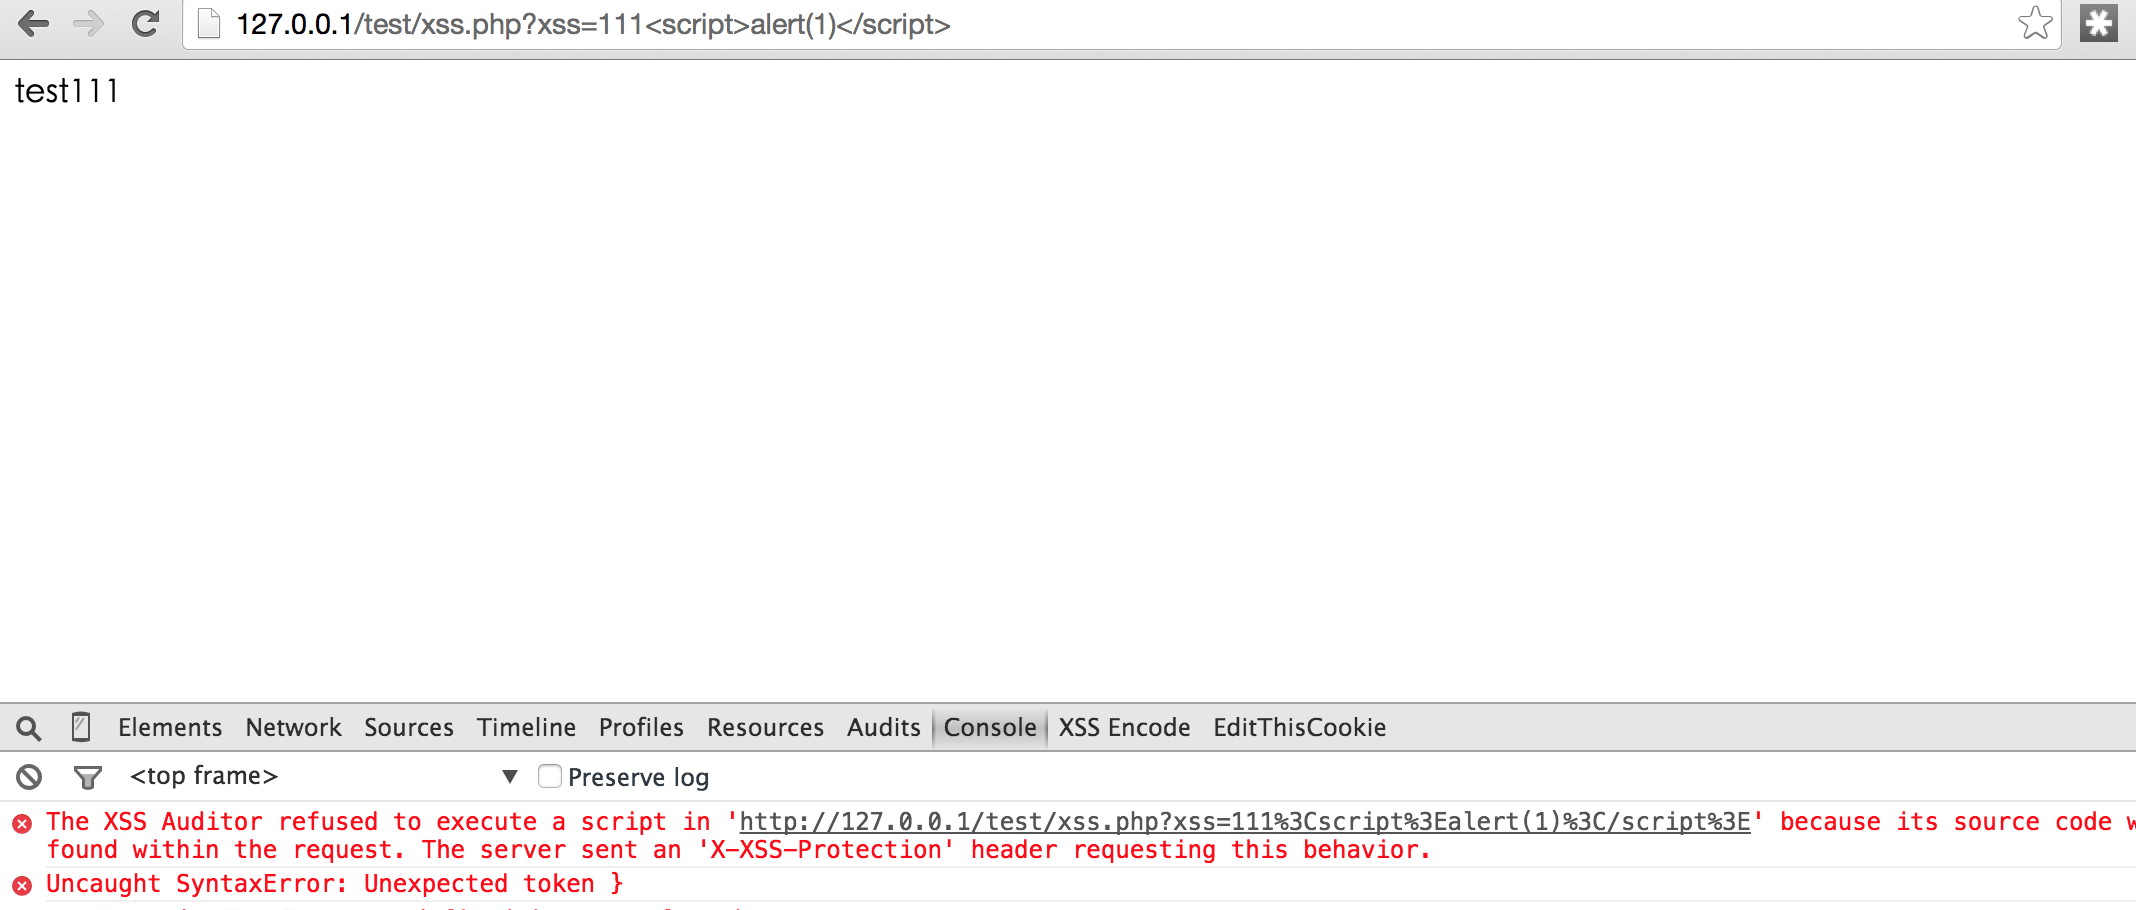 127.0.0.1/test/xss.php?xss=111<script>alert(1)</script>
test111
Elements Network Sources Timeline Profiles Resources Audits Console XSS Encode EditThisCookie
<top frame> ▼ Preserve log
The XSS Auditor refused to execute a script in 'http://127.0.0.1/test/xss.php?xss=111%3Cscript%3Ealert(1)%3C/script%3E' because its source code
found within the request. The server sent an 'X-XSS-Protection' header requesting this behavior.
Uncaught SyntaxError: Unexpected token }